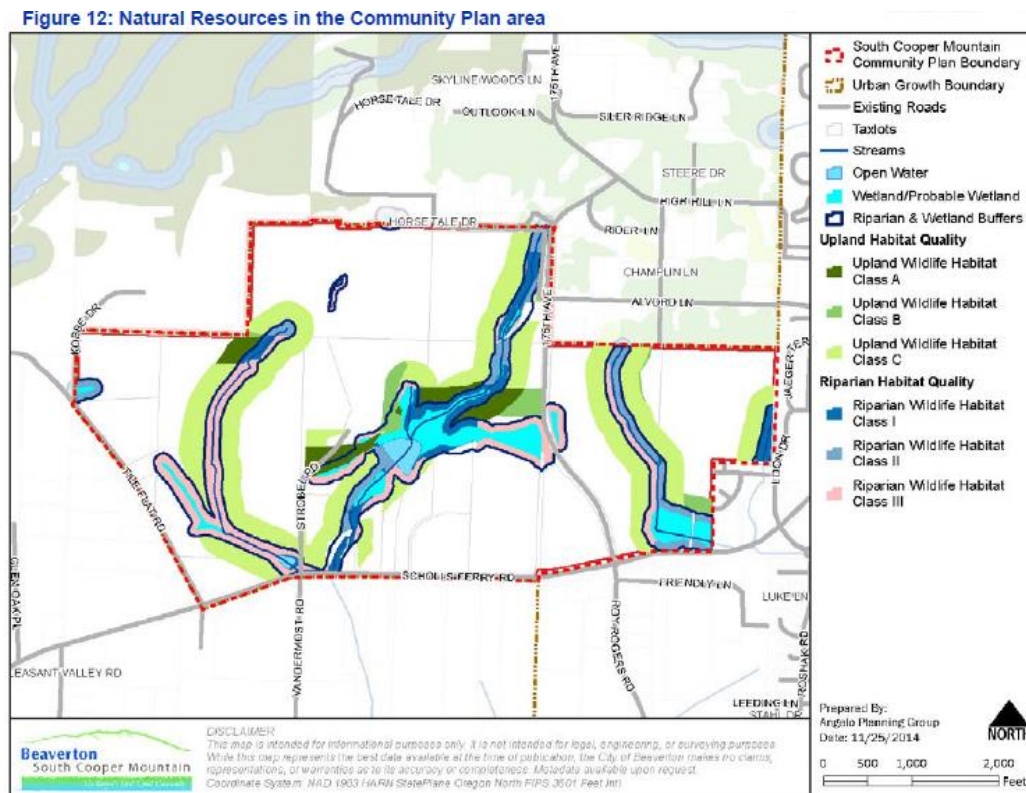 Figure 12: Natural Resources in the Community Plan area
SKYLINE WOODS LN
175TH AVE
HORSE TALE DR
OUTLOOK LN
SILER RIDGE LN
STEERE DR
HIGH HILL LN
HORSE TALE DR
RIDER LN
CHAMPLIN LN
ALVORD LN
KOBBE DR
175TH AVE
JAEGER TER
LOON DR
TILE FLAT RD
STROBEL RD
SCHOLLS FERRY RD
FRIENDLY LN
LUKE LN
VANDERMOST RD
ROY ROGERS RD
ROSHAK RD
LEASANT VALLEY RD
LEEDING LN
STAHL DR
South Cooper Mountain
Community Plan Boundary
Urban Growth Boundary
Existing Roads
Taxlots
Streams
Open Water
Wetland/Probable Wetland
Riparian & Wetland Buffers
Upland Habitat Quality
Upland Wildlife Habitat
Class A
Upland Wildlife Habitat
Class B
Upland Wildlife Habitat
Class C
Riparian Habitat Quality
Riparian Wildlife Habitat
Class I
Riparian Wildlife Habitat
Class II
Riparian Wildlife Habitat
Class III
Prepared By:
Angelo Planning Group
Date: 11/25/2014
NORTH
0 500 1,000 2,000
Feet
Beaverton
South Cooper Mountain
DISCLAIMER
This map is intended for informational purposes only. It is not intended for legal, engineering, or surveying purposes.
While this map represents the best data available at the time of publication, the City of Beaverton makes no claims,
representations, or warranties as to its accuracy or completeness. Metadata available upon request.
Coordinate System: NAD 1983 HARN StatePlane Oregon North FIPS 3601 Feet Intl